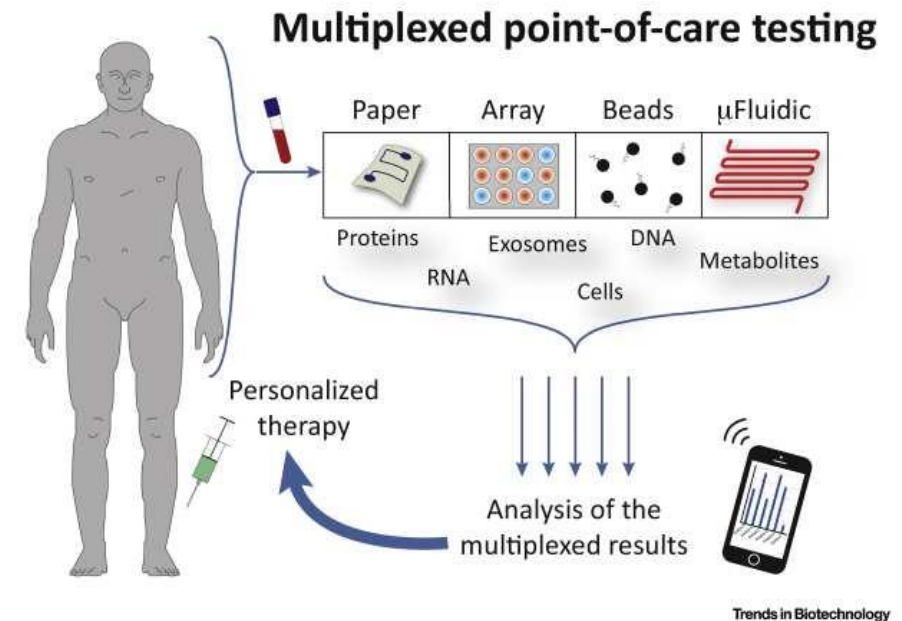 Multiplexed point-of-care testing
Paper Array Beads μFluidic
Proteins Exosomes DNA Metabolites
RNA Cells
Personalized
therapy
Analysis of the
multiplexed results
Trends in Biotechnology